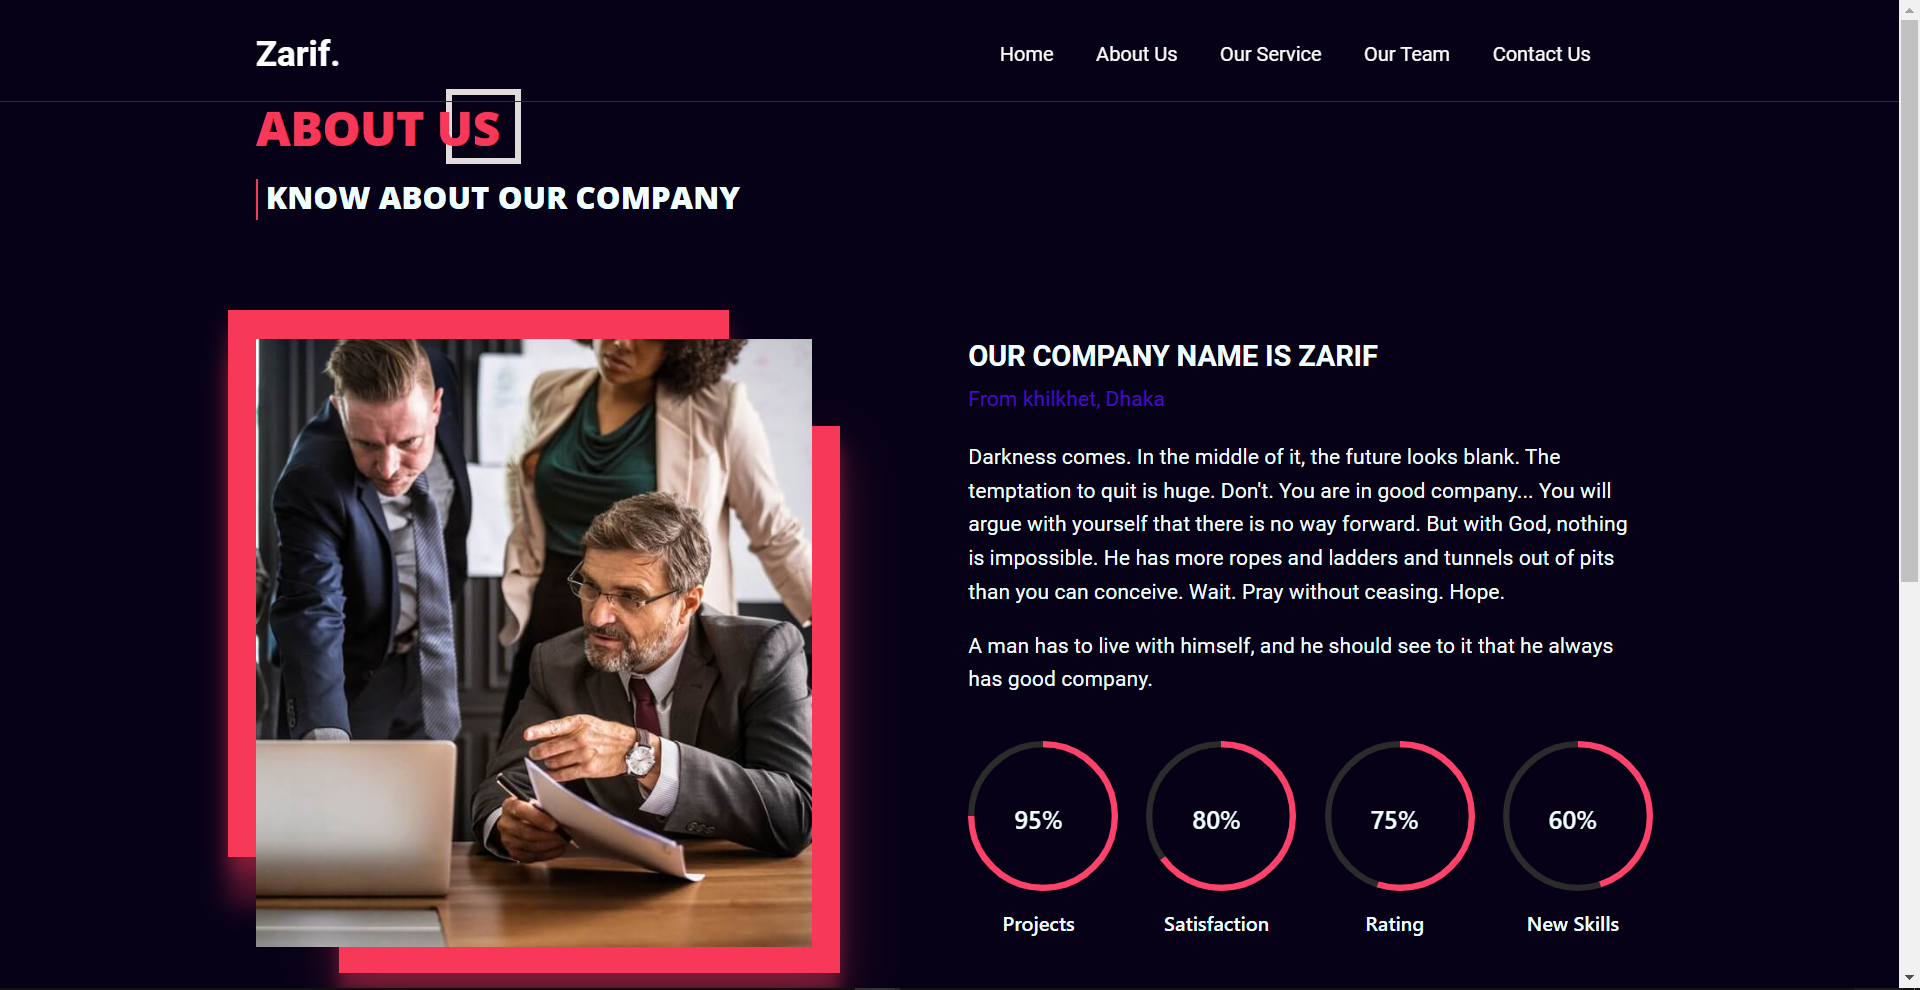 Zarif.
Home About Us Our Service Our Team Contact Us
ABOUT US
KNOW ABOUT OUR COMPANY
OUR COMPANY NAME IS ZARIF
From khilkhet, Dhaka
Darkness comes. In the middle of it, the future looks blank. The
temptation to quit is huge. Don't. You are in good company... You will
argue with yourself that there is no way forward. But with God, nothing
is impossible. He has more ropes and ladders and tunnels out of pits
than you can conceive. Wait. Pray without ceasing. Hope.
A man has to live with himself, and he should see to it that he always
has good company.
95% 80% 75% 60%
Projects Satisfaction Rating New Skills